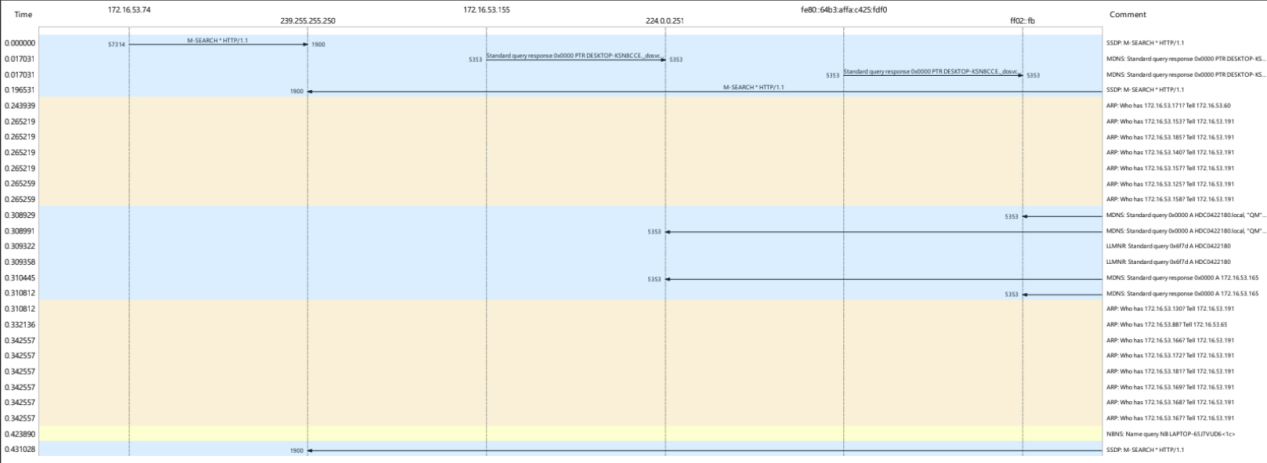 Time 172.16.53.74 172.16.53.155 fe80::64b3:affa:c425:fdf0 Comment
239.255.255.250 224.0.0.251 ff02::fb
0.000000 57314 M-SEARCH * HTTP/1.1 1900 SSDP: M-SEARCH * HTTP/1.1
0.017031 5353 Standard query response 0x0000 PTR DESKTOP-KSN8CCE._dosvc... 5353 MDNS: Standard query response 0x0000 PTR DESKTOP-KS...
0.017031 5353 Standard query response 0x0000 PTR DESKTOP-KSN8CCE._dosvc... 5353 MDNS: Standard query response 0x0000 PTR DESKTOP-KS...
0.196531 1900 M-SEARCH * HTTP/1.1 SSDP: M-SEARCH * HTTP/1.1
0.243939 ARP: Who has 172.16.53.171? Tell 172.16.53.60
0.265219 ARP: Who has 172.16.53.153? Tell 172.16.53.191
0.265219 ARP: Who has 172.16.53.185? Tell 172.16.53.191
0.265219 ARP: Who has 172.16.53.140? Tell 172.16.53.191
0.265219 ARP: Who has 172.16.53.157? Tell 172.16.53.191
0.265259 ARP: Who has 172.16.53.125? Tell 172.16.53.191
0.265259 ARP: Who has 172.16.53.158? Tell 172.16.53.191
0.308929 5353 MDNS: Standard query 0x0000 A HDC0422180.local, "QM"...
0.308991 5353 MDNS: Standard query 0x0000 A HDC0422180.local, "QM"...
0.309322 LLMNR: Standard query 0x6f7d A HDC0422180
0.309358 LLMNR: Standard query 0x6f7d A HDC0422180
0.310445 5353 MDNS: Standard query response 0x0000 A 172.16.53.165
0.310812 5353 MDNS: Standard query response 0x0000 A 172.16.53.165
0.310812 ARP: Who has 172.16.53.130? Tell 172.16.53.191
0.332136 ARP: Who has 172.16.53.88? Tell 172.16.53.65
0.342557 ARP: Who has 172.16.53.166? Tell 172.16.53.191
0.342557 ARP: Who has 172.16.53.172? Tell 172.16.53.191
0.342557 ARP: Who has 172.16.53.181? Tell 172.16.53.191
0.342557 ARP: Who has 172.16.53.169? Tell 172.16.53.191
0.342557 ARP: Who has 172.16.53.168? Tell 172.16.53.191
0.342557 ARP: Who has 172.16.53.167? Tell 172.16.53.191
0.423890 NBNS: Name query NB LAPTOP-65J7VUD6<1c>
0.431028 1900 SSDP: M-SEARCH * HTTP/1.1